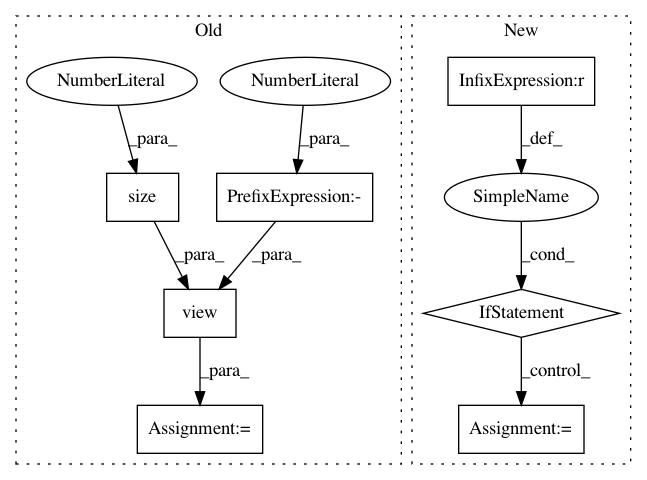 Old
New
NumberLiteral
NumberLiteral
InfixExpression:r
_para_
_para_
_def_
size
PrefixExpression:-
SimpleName
_para_
_para_
_cond_
view
IfStatement
_para_
_control_
Assignment:=
Assignment:=